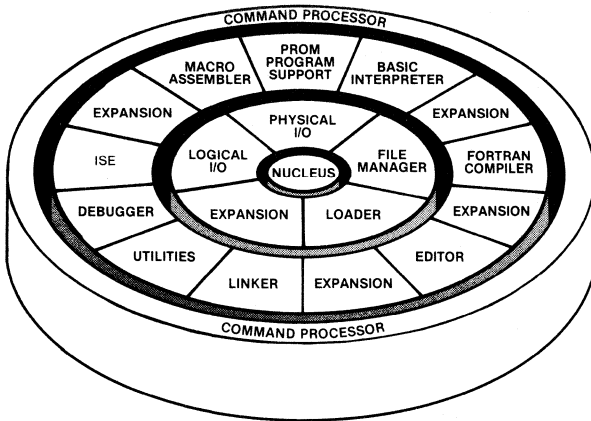 COMMAND PROCESSOR
PROM
PROGRAM
SUPPORT
MACRO
ASSEMBLER
BASIC
INTERPRETER
EXPANSION
EXPANSION
PHYSICAL
I/O
ISE
LOGICAL
I/O
NUCLEUS
FILE
MANAGER
FORTRAN
COMPILER
DEBUGGER
EXPANSION
LOADER
EXPANSION
UTILITIES
LINKER
EXPANSION
EDITOR
COMMAND PROCESSOR